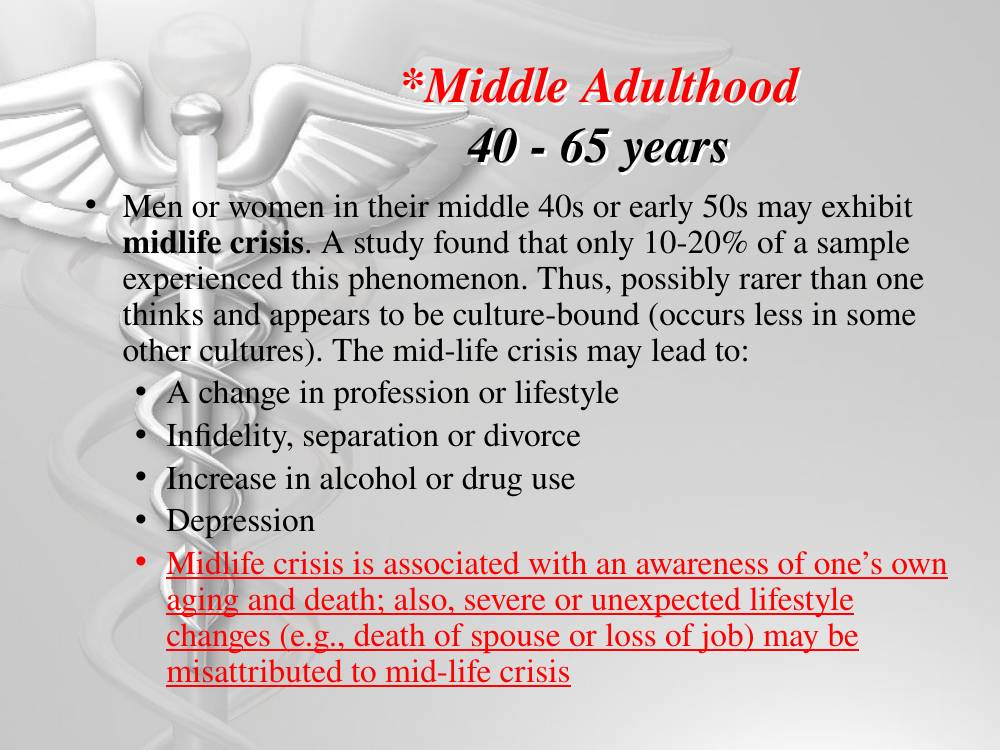 *Middle Adulthood
40 - 65 years
• Men or women in their middle 40s or early 50s may exhibit
midlife crisis. A study found that only 10-20% of a sample
experienced this phenomenon. Thus, possibly rarer than one
thinks and appears to be culture-bound (occurs less in some
other cultures). The mid-life crisis may lead to:
• A change in profession or lifestyle
• Infidelity, separation or divorce
• Increase in alcohol or drug use
• Depression
• Midlife crisis is associated with an awareness of one’s own
aging and death; also, severe or unexpected lifestyle
changes (e.g., death of spouse or loss of job) may be
misattributed to mid-life crisis